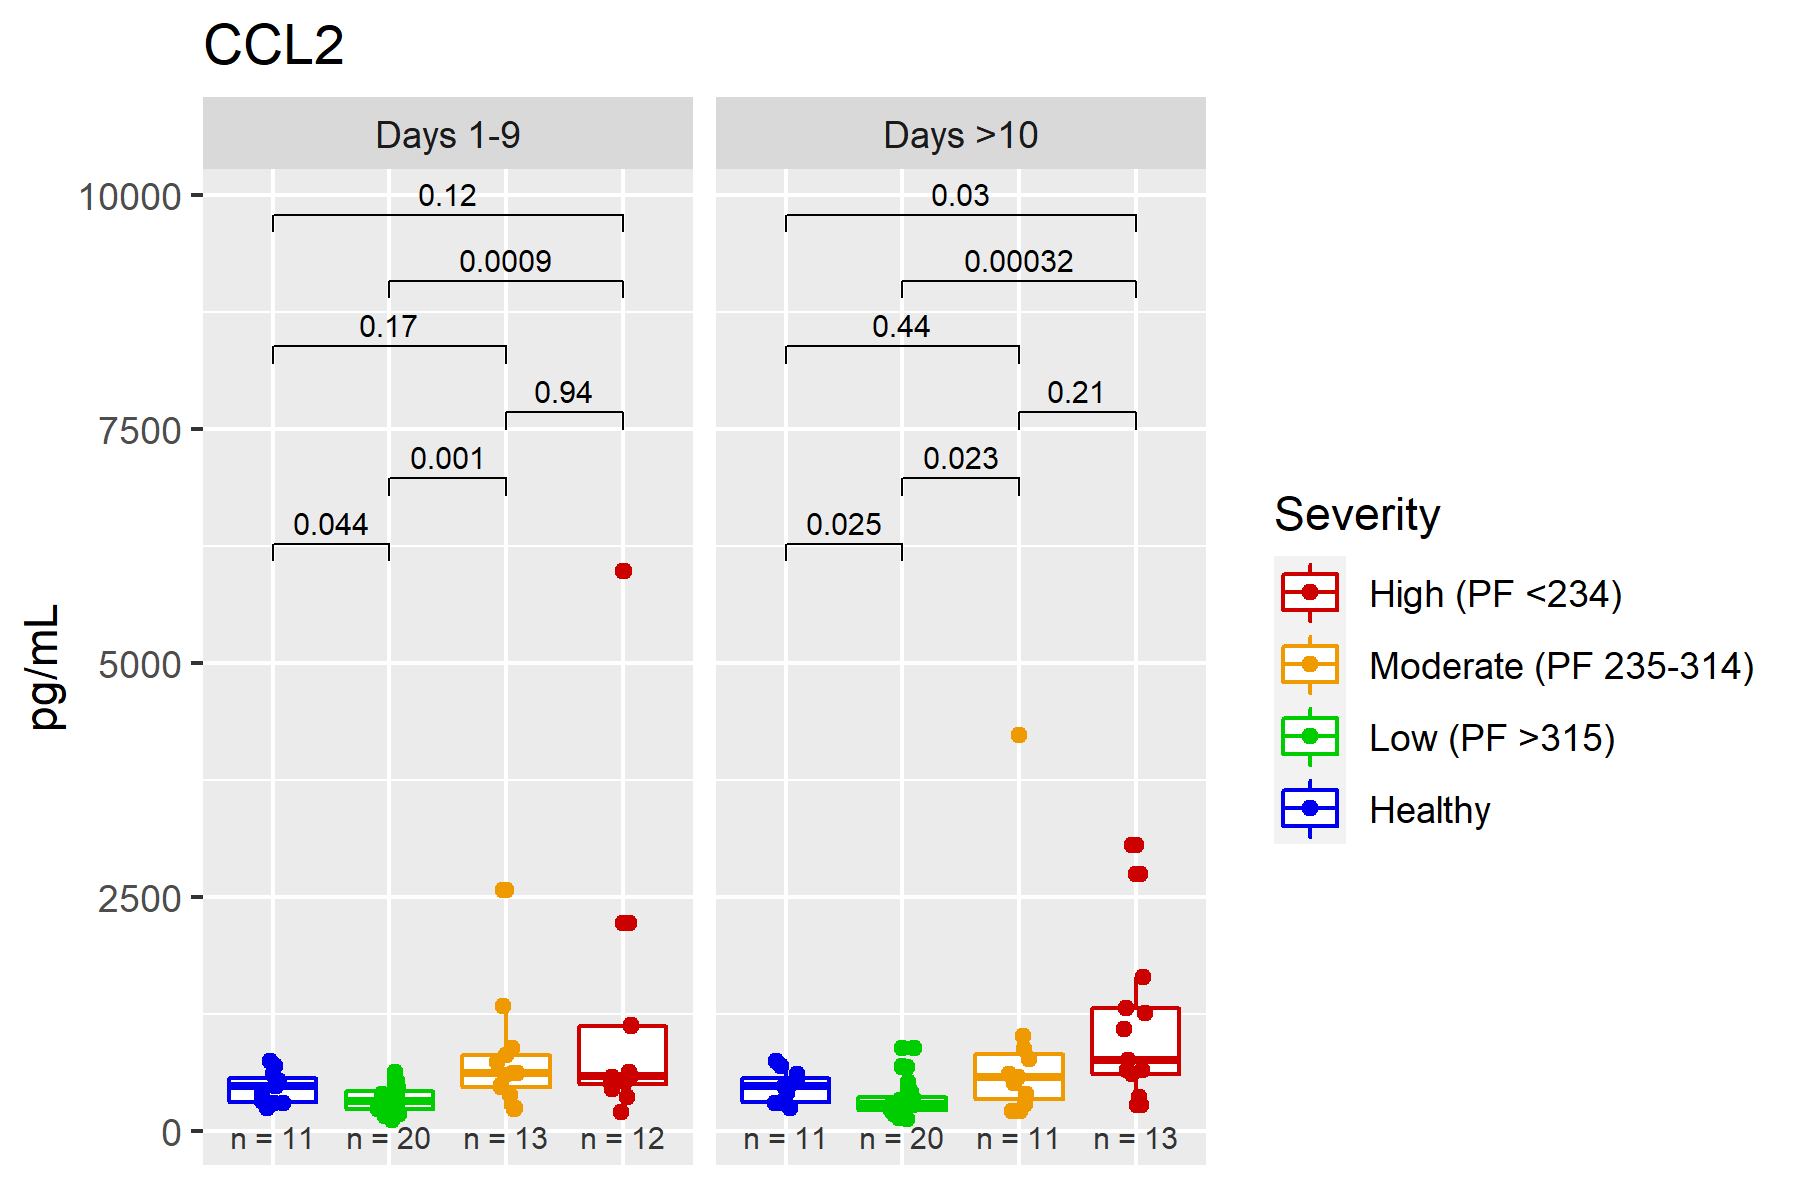 CCL2
Days 1-9
Days >10
10000
7500
5000
2500
0
pg/mL
0.12
0.0009
0.17
0.94
0.001
0.044
0.03
0.00032
0.44
0.21
0.023
0.025
n = 11
n = 20
n = 13
n = 12
n = 11
n = 20
n = 11
n = 13
Severity
High (PF <234)
Moderate (PF 235-314)
Low (PF >315)
Healthy